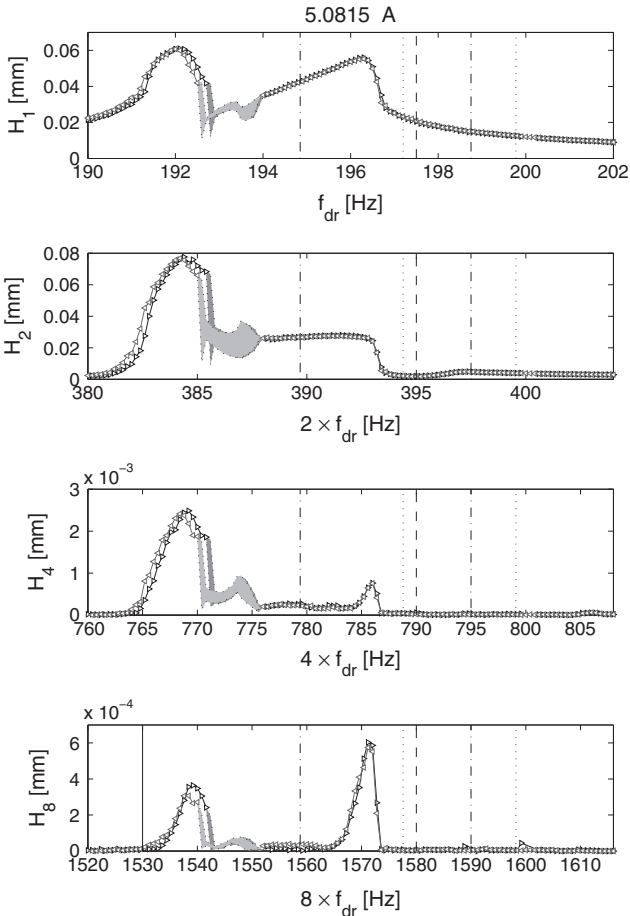 5.0815 A
0.06
0.04
0.02
0
H1 [mm]
190 192 194 196 198 200 202
fdr [Hz]
0.08
0.06
0.04
0.02
0
H2 [mm]
380 385 390 395 400
2 × fdr [Hz]
x 10-3
3
2
1
0
H4 [mm]
760 765 770 775 780 785 790 795 800 805
4 × fdr [Hz]
x 10-4
6
4
2
0
H8 [mm]
1520 1530 1540 1550 1560 1570 1580 1590 1600 1610
8 × fdr [Hz]